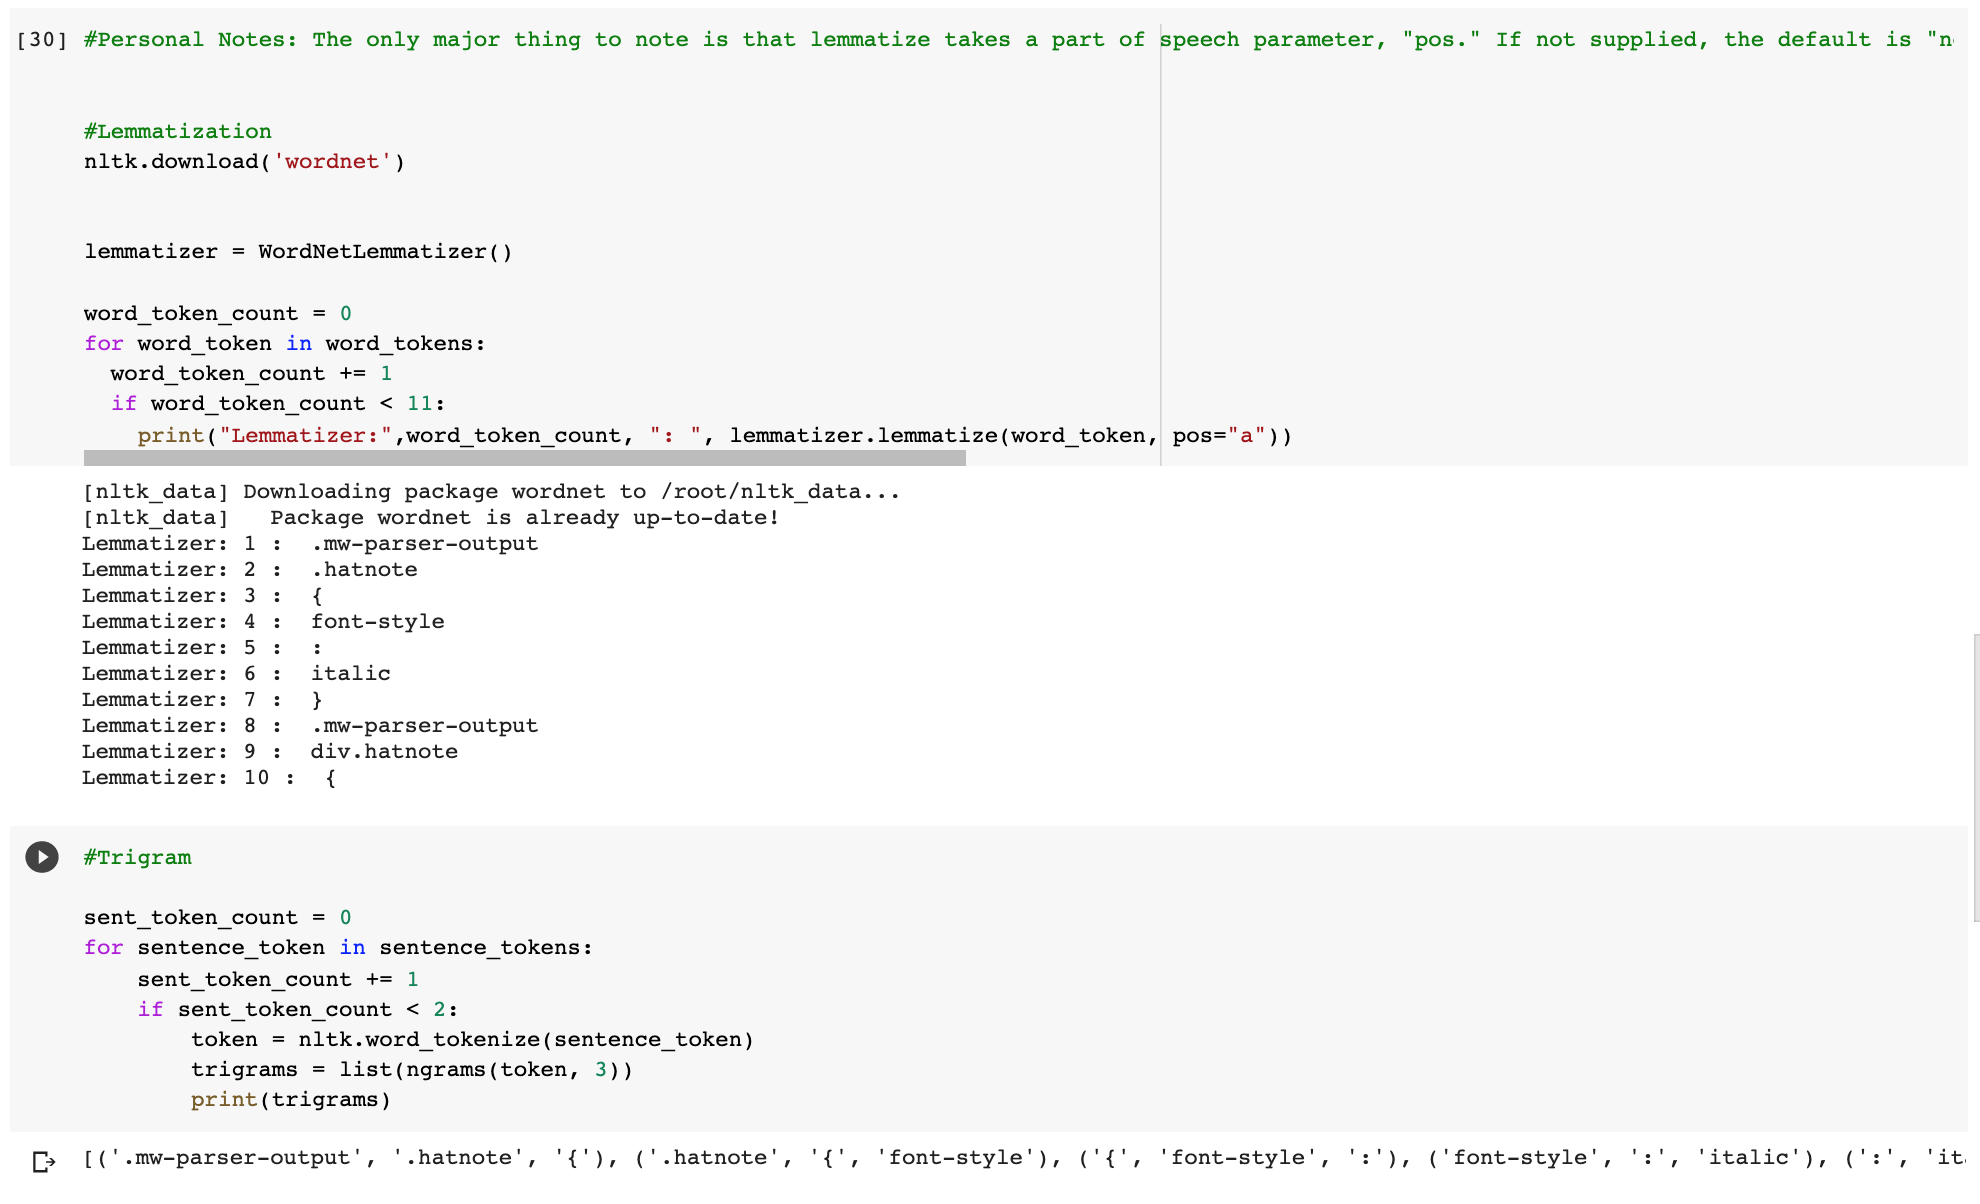 [30] #Personal Notes: The only major thing to note is that lemmatize takes a part of speech parameter, "pos." If not supplied, the default is
#Lemmatization
nltk.download('wordnet')
lemmatizer = WordNetLemmatizer()
word_token_count = 0
for word_token in word_tokens:
  word_token_count += 1
  if word_token_count < 11:
    print("Lemmatizer:",word_token_count, ": ", lemmatizer.lemmatize(word_token, pos="a"))
[nltk_data] Downloading package wordnet to /root/nltk_data...
[nltk_data]   Package wordnet is already up-to-date!
Lemmatizer: 1 :  .mw-parser-output
Lemmatizer: 2 :  .hatnote
Lemmatizer: 3 :  {
Lemmatizer: 4 :  font-style
Lemmatizer: 5 :  :
Lemmatizer: 6 :  italic
Lemmatizer: 7 :  }
Lemmatizer: 8 :  .mw-parser-output
Lemmatizer: 9 :  div.hatnote
Lemmatizer: 10 :  {
#Trigram
sent_token_count = 0
for sentence_token in sentence_tokens:
    sent_token_count += 1
    if sent_token_count < 2:
        token = nltk.word_tokenize(sentence_token)
        trigrams = list(ngrams(token, 3))
        print(trigrams)
[('.mw-parser-output', '.hatnote', '{'), ('.hatnote', '{', 'font-style'), ('{', 'font-style', ':'), ('font-style', ':', 'italic'), (':',